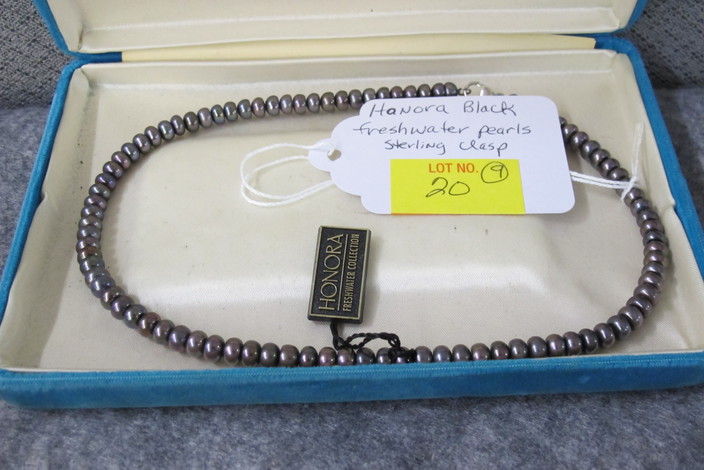 Hanora Black
freshwater pearls
Sterling Clasp
LOT NO. 9
20
HONORA
FRESHWATER COLLECTION